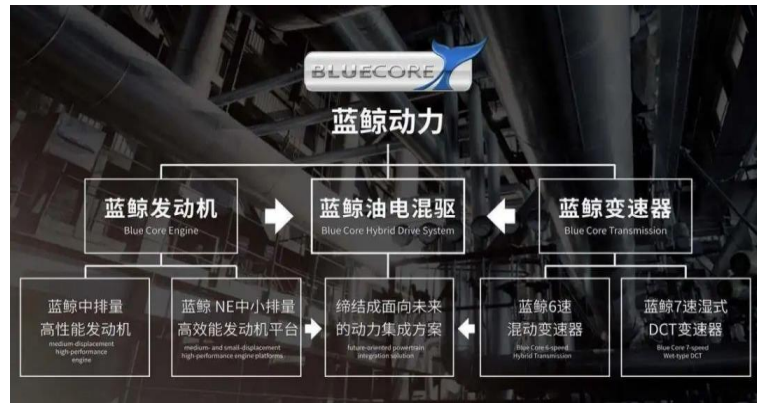 BLUECORE
蓝鲸动力
蓝鲸发动机
Blue Core Engine
蓝鲸油电混驱
Blue Core Hybrid Drive System
蓝鲸变速器
Blue Core Transmission
蓝鲸中排量
高性能发动机
medium-displacement
high-performance
engine
蓝鲸 NE中小排量
高效能发动机平台
medium- and small-displacement
high-performance engine platforms
缔结成面向未来
的动力集成方案
future-oriented powertrain
integration solution
蓝鲸6速
混动变速器
Blue Core 6-speed
Hybrid Transmission
蓝鲸7速湿式
DCT变速器
Blue Core 7-speed
Wet-type DCT